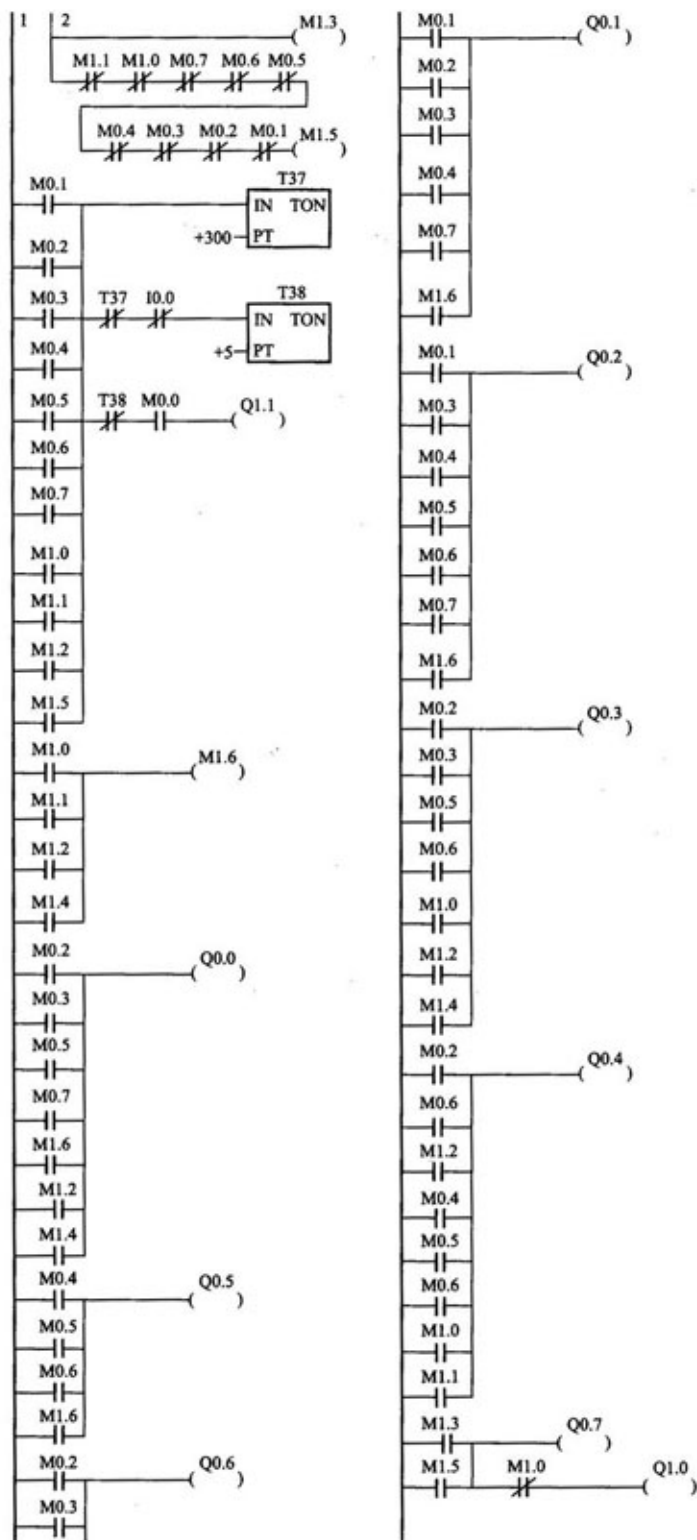 1 2
M1.3
M1.1 M1.0 M0.7 M0.6 M0.5
M0.4 M0.3 M0.2 M0.1 M1.5
M0.1 T37
IN TON
+300 PT
M0.2
M0.3 T37 I0.0 T38
IN TON
+5 PT
M0.4
M0.5 T38 M0.0 Q1.1
M0.6
M0.7
M1.0
M1.1
M1.2
M1.5
M1.0 M1.6
M1.1
M1.2
M1.4
M0.2 Q0.0
M0.3
M0.5
M0.7
M1.6
M1.2
M1.4
M0.4 Q0.5
M0.5
M0.6
M1.6
M0.2 Q0.6
M0.3
M0.1 Q0.1
M0.2
M0.3
M0.4
M0.7
M1.6
M0.1 Q0.2
M0.3
M0.4
M0.5
M0.6
M0.7
M1.6
M0.2 Q0.3
M0.3
M0.5
M0.6
M1.0
M1.2
M1.4
M0.2 Q0.4
M0.6
M1.2
M0.4
M0.5
M0.6
M1.0
M1.1
M1.3 Q0.7
M1.5 M1.0 Q1.0